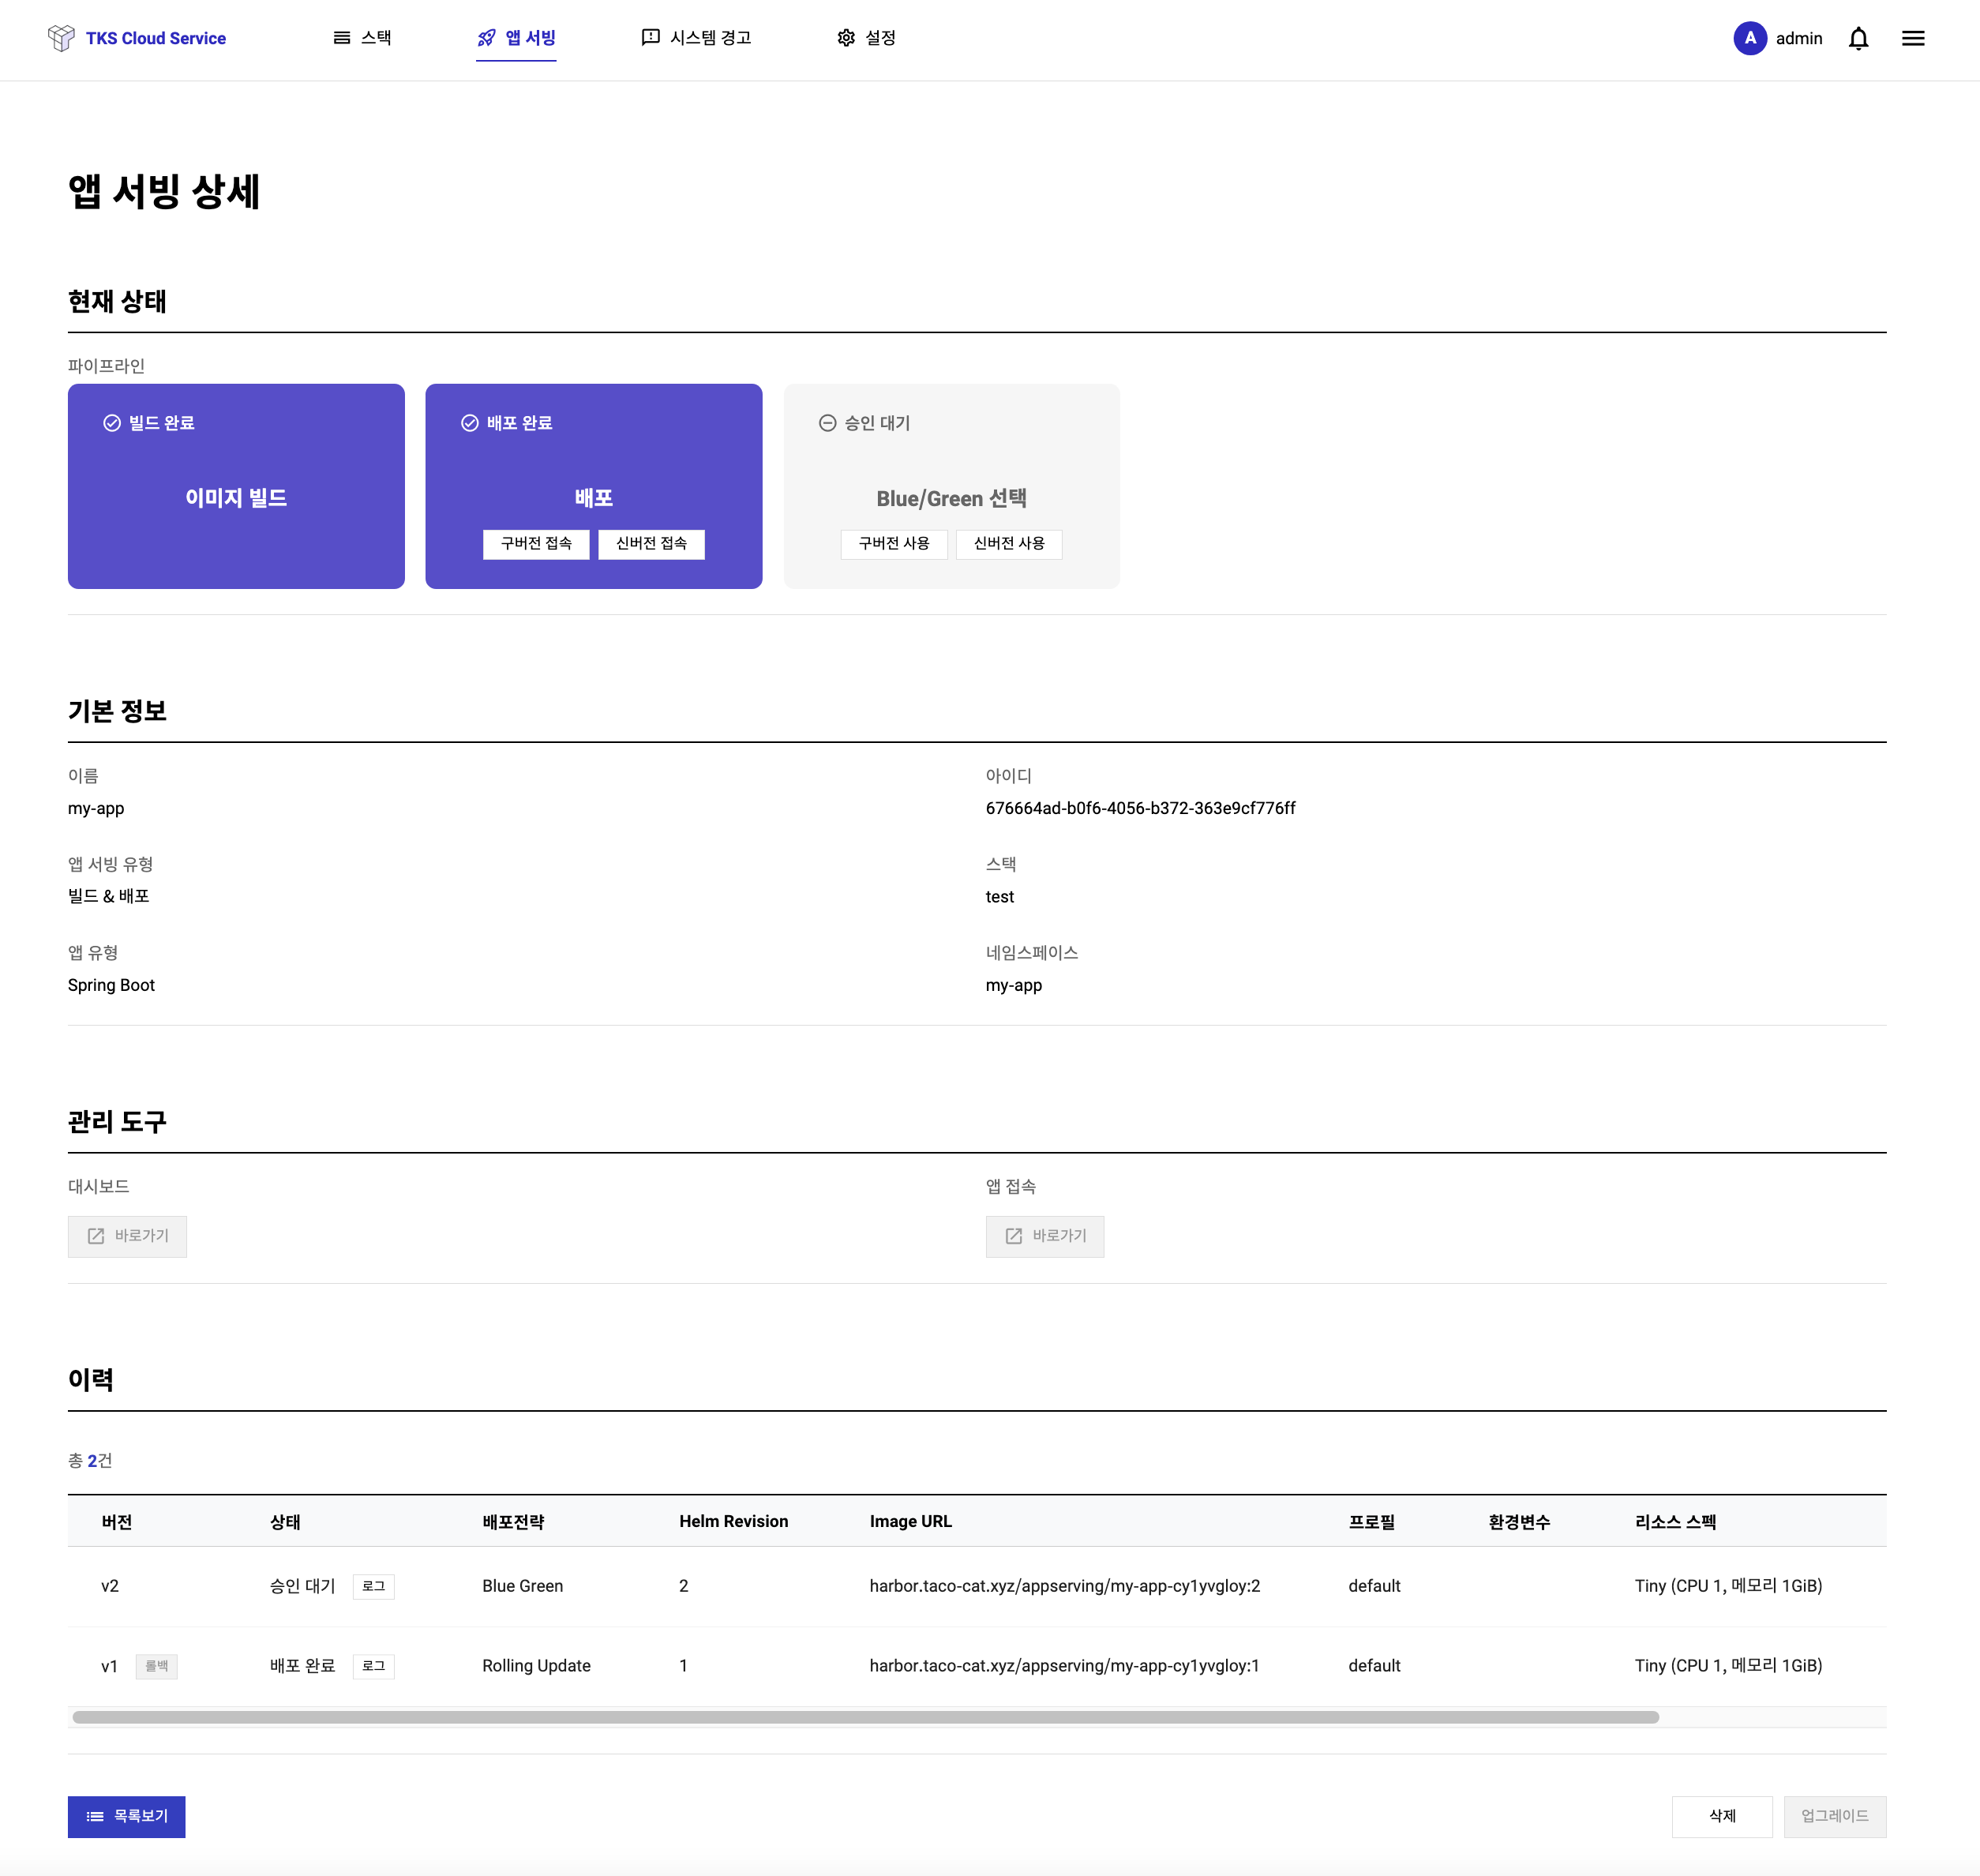 TKS Cloud Service
스택
앱 서빙
시스템 경고
설정
A
admin
앱 서빙 상세
현재 상태
파이프라인
빌드 완료
이미지 빌드
배포 완료
배포
구버전 접속
신버전 접속
승인 대기
Blue/Green 선택
구버전 사용
신버전 사용
기본 정보
이름
my-app
아이디
676664ad-b0f6-4056-b372-363e9cf776ff
앱 서빙 유형
빌드 & 배포
스택
test
앱 유형
Spring Boot
네임스페이스
my-app
관리 도구
대시보드
바로가기
앱 접속
바로가기
이력
총 2건
버전 상태 배포전략 Helm Revision Image URL 프로필 환경변수 리소스 스펙
v2 승인 대기 로그 Blue Green 2 harbor.taco-cat.xyz/appserving/my-app-cy1yvgloy:2 default Tiny (CPU 1, 메모리 1GiB)
v1 롤백 배포 완료 로그 Rolling Update 1 harbor.taco-cat.xyz/appserving/my-app-cy1yvgloy:1 default Tiny (CPU 1, 메모리 1GiB)
목록보기
삭제
업그레이드